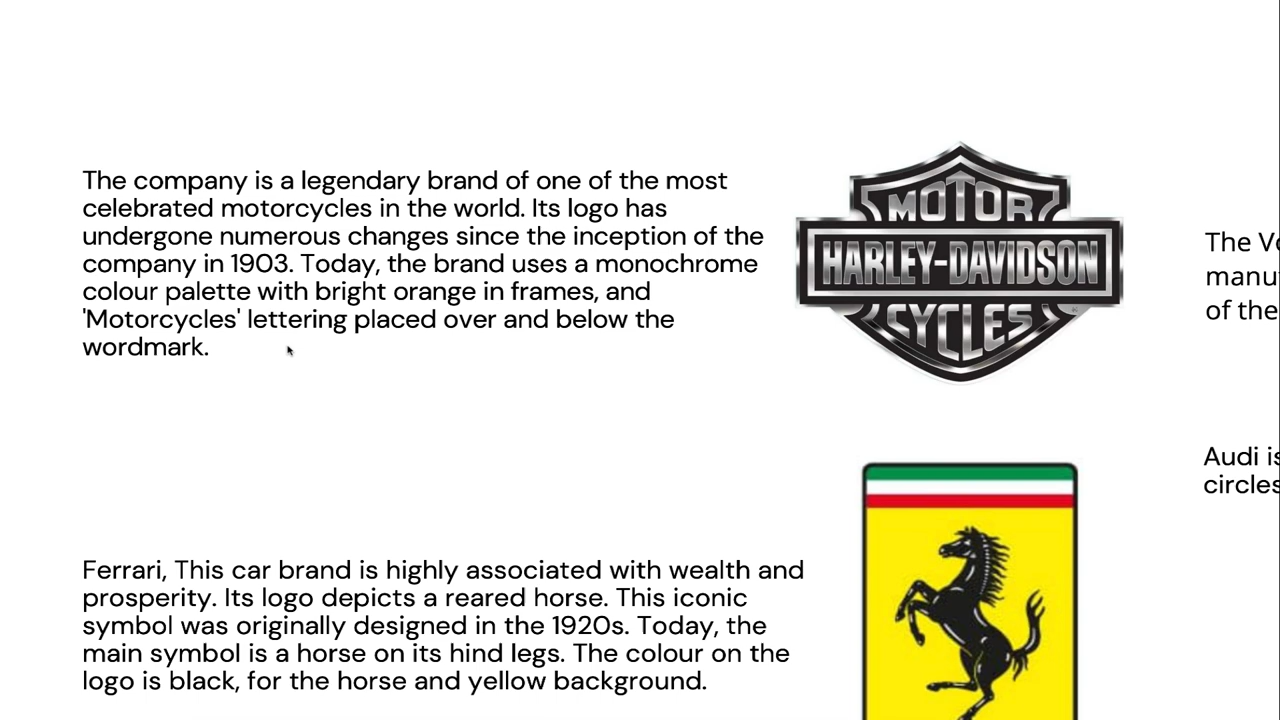 The company is a legendary brand of one of the most
celebrated motorcycles in the world. Its logo has
undergone numerous changes since the inception of the
company in 1903. Today, the brand uses a monochrome
colour palette with bright orange in frames, and
'Motorcycles' lettering placed over and below the
wordmark.
MOTOR
HARLEY-DAVIDSON
CYCLES
The
manu
of the
Audi is
circles
Ferrari, This car brand is highly associated with wealth and
prosperity. Its logo depicts a reared horse. This iconic
symbol was originally designed in the 1920s. Today, the
main symbol is a horse on its hind legs. The colour on the
logo is black, for the horse and yellow background.